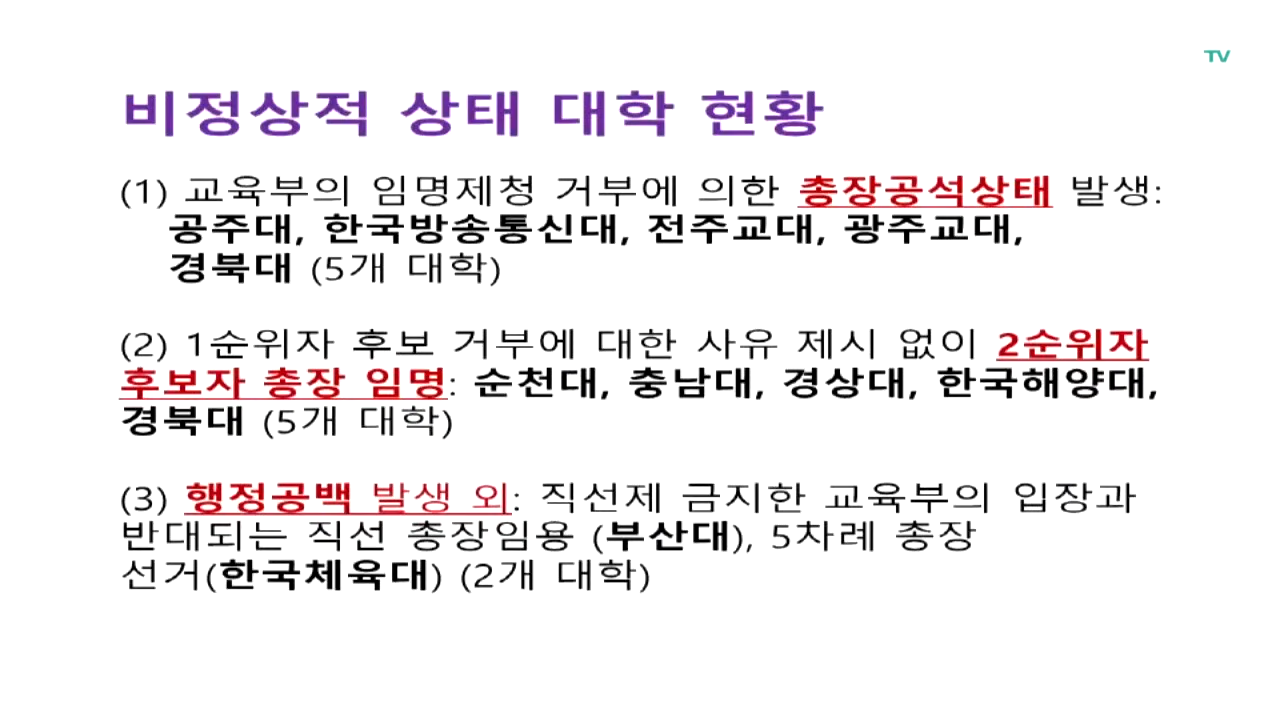 TV
비정상적 상태 대학 현황
(1) 교육부의 임명제청 거부에 의한 총장공석상태 발생:
공주대, 한국방송통신대, 전주교대, 광주교대,
경북대 (5개 대학)
(2) 1순위자 후보 거부에 대한 사유 제시 없이 2순위자
후보자 총장 임명: 순천대, 충남대, 경상대, 한국해양대,
경북대 (5개 대학)
(3) 행정공백 발생 외: 직선제 금지한 교육부의 입장과
반대되는 직선 총장임용 (부산대), 5차례 총장
선거(한국체육대) (2개 대학)